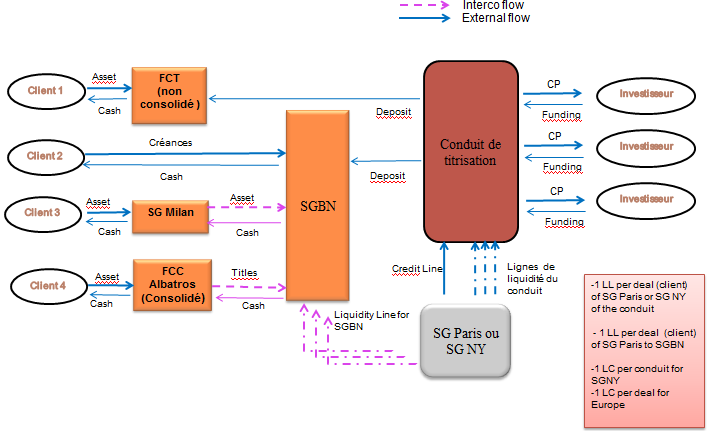 Interco flow
External flow
Client 1
Asset
Cash
FCT
(non
consolidé )
Deposit
Conduit de
titrisation
CP
Funding
Investisseur
Client 2
Créances
Cash
SGBN
Deposit
CP
Funding
Investisseur
Client 3
Asset
Cash
SG Milan
Asset
Cash
CP
Funding
Investisseur
Client 4
Asset
Cash
FCC
Albatros
(Consolidé)
Titles
Cash
Credit Line
Lignes de
liquidité du
conduit
Liquidity Line for
SGBN
SG Paris ou
SG NY
-1 LL per deal (client)
of SG Paris or SG NY
of the conduit
- 1 LL per deal (client)
of SG Paris to SGBN
-1 LC per conduit for
SGNY
-1 LC per deal for
Europe